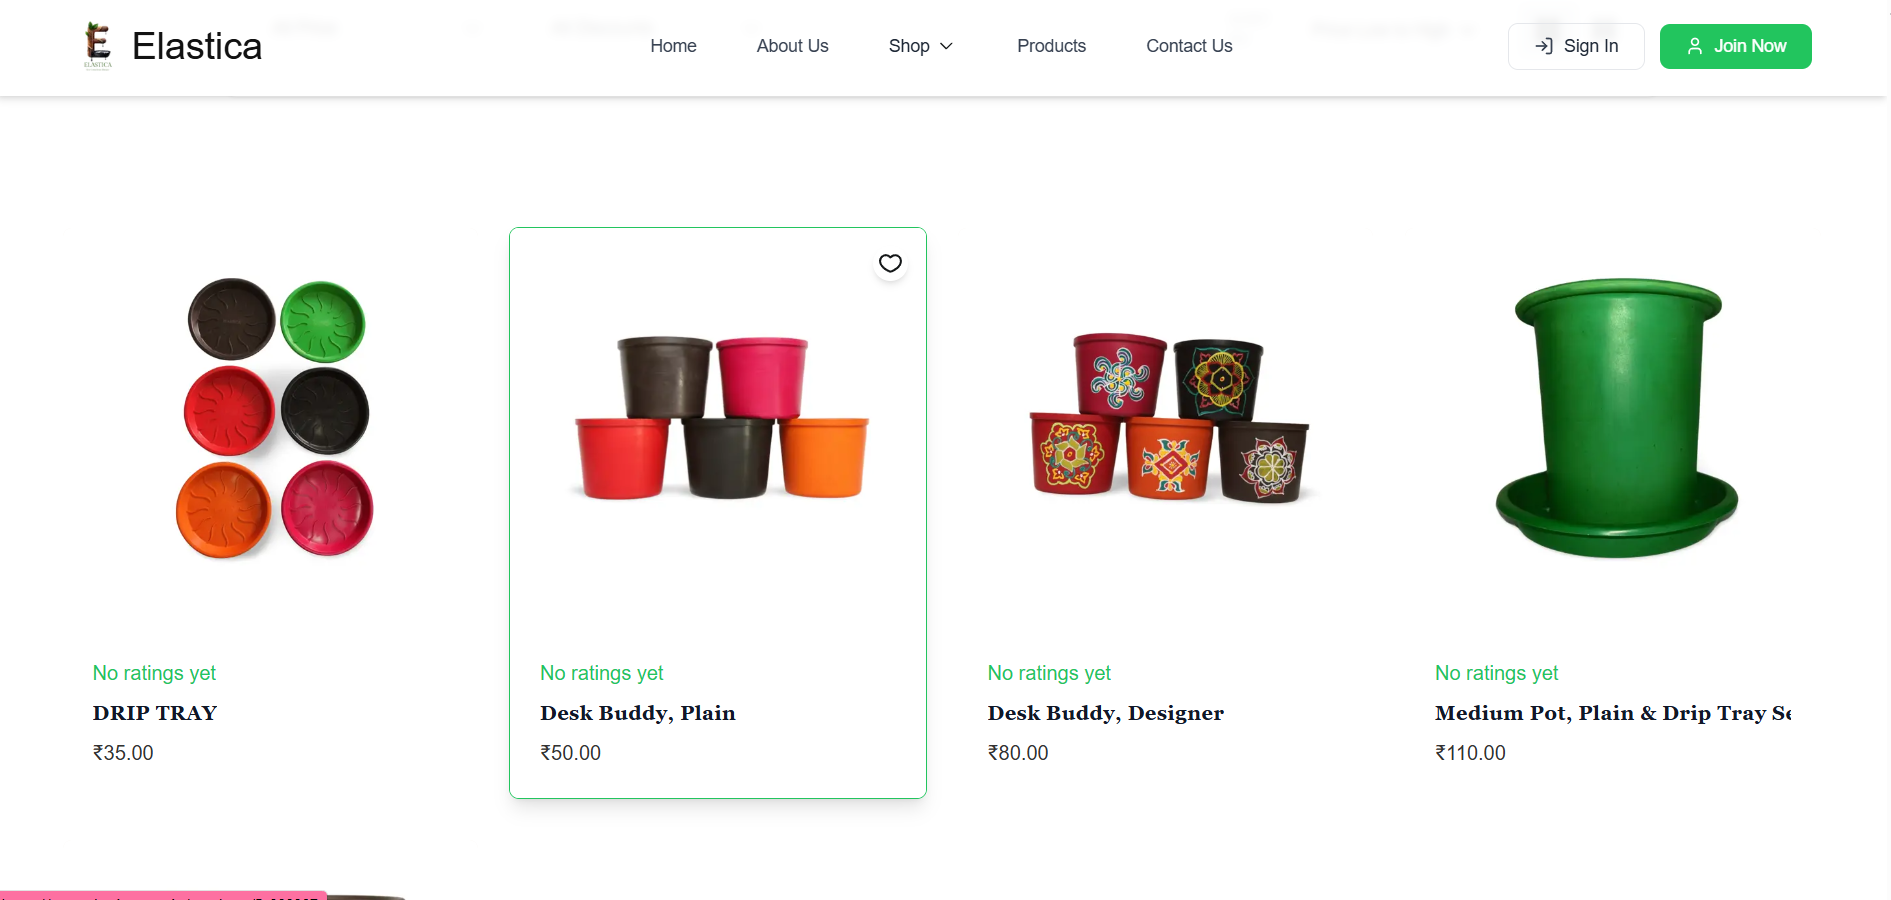 ELASTICA
Elastica
Home
About Us
Shop
Products
Contact Us
Sign In
Join Now
No ratings yet
DRIP TRAY
₹35.00
No ratings yet
Desk Buddy, Plain
₹50.00
No ratings yet
Desk Buddy, Designer
₹80.00
No ratings yet
Medium Pot, Plain & Drip Tray Se
₹110.00